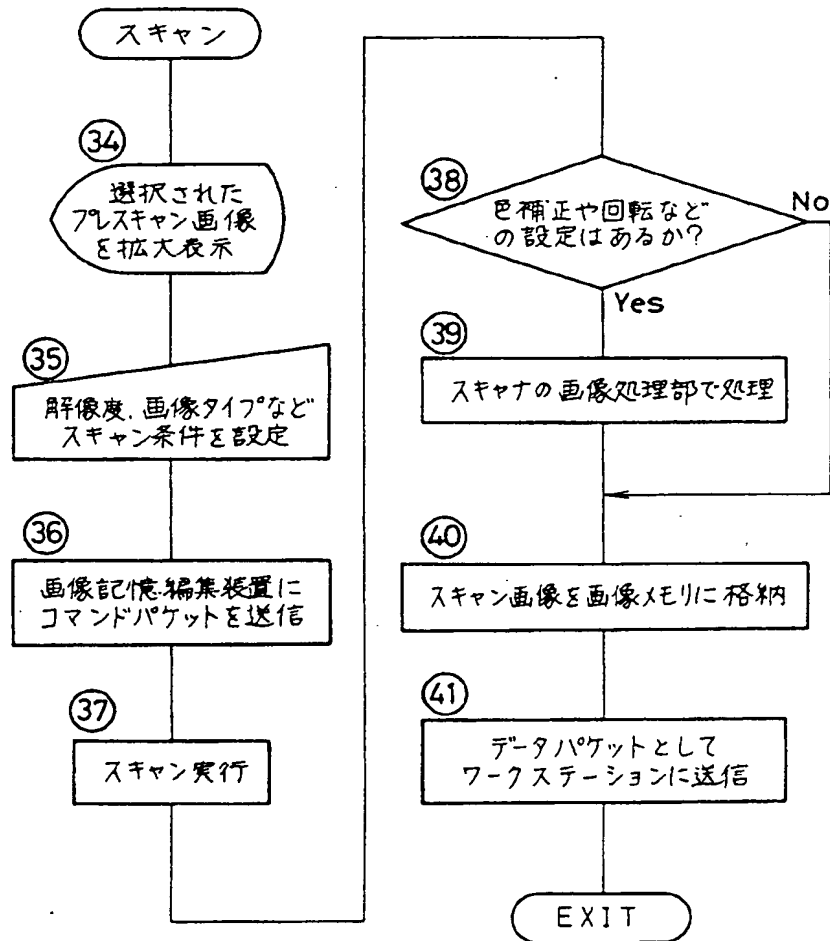 スキャン
34
選択された
プレスキャン画像
を拡大表示
35
解像度、画像タイプなど
スキャン条件を設定
36
画像記憶・編集装置に
コマンドパケットを送信
37
スキャン実行
38
色補正や回転など
の設定はあるか?
No
Yes
39
スキャナの画像処理部で処理
40
スキャン画像を画像メモリに格納
41
データパケットとして
ワークステーションに送信
EXIT